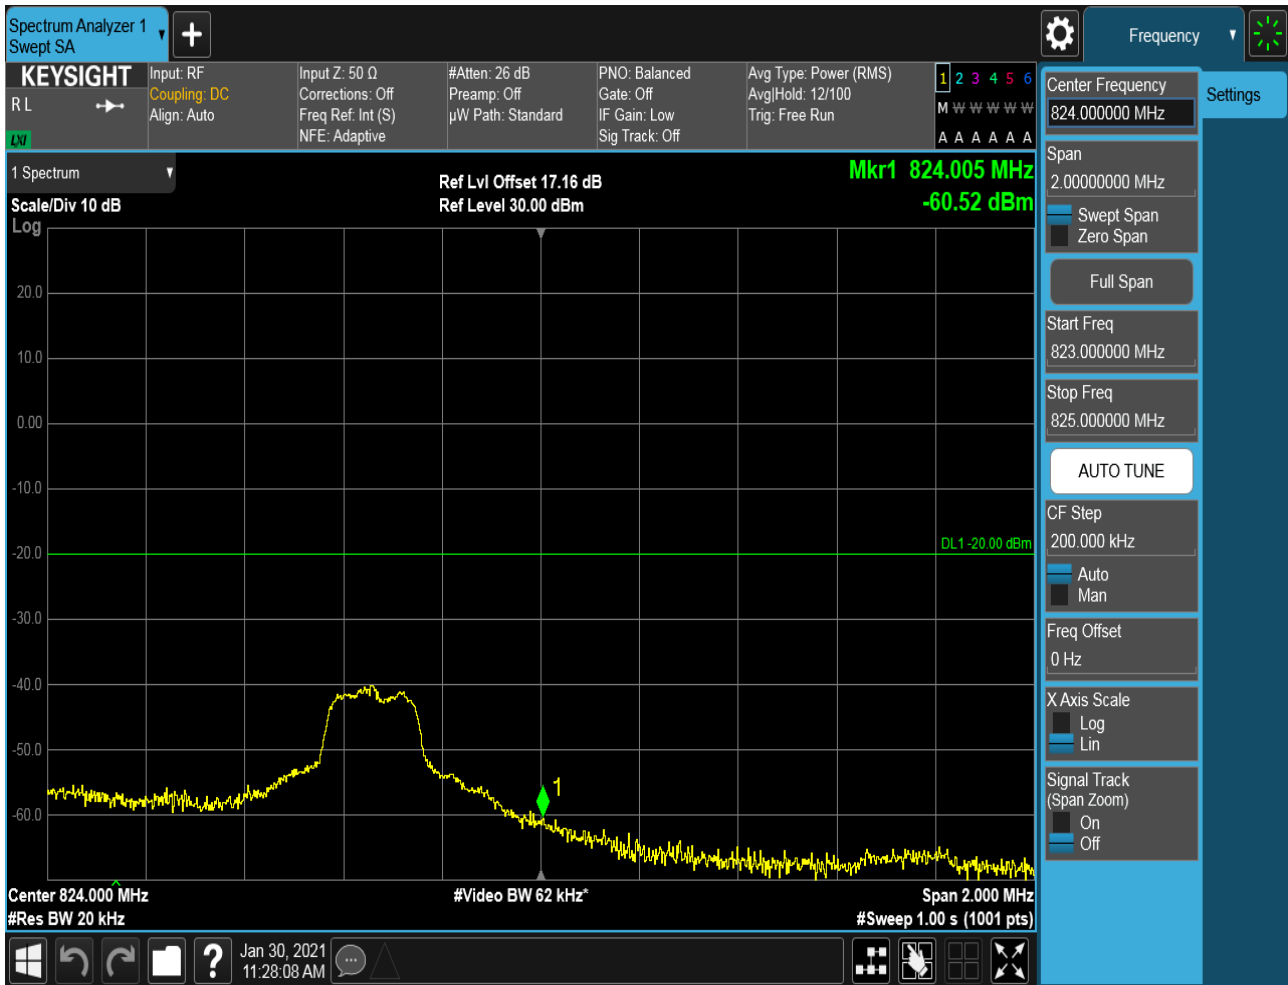 Spectrum Analyzer 1
Swept SA
Frequency
KEYSIGHT
R L
LXI
Input: RF
Coupling: DC
Align: Auto
Input Z: 50 Ω
Corrections: Off
Freq Ref: Int (S)
NFE: Adaptive
#Atten: 26 dB
Preamp: Off
µW Path: Standard
PNO: Balanced
Gate: Off
IF Gain: Low
Sig Track: Off
Avg Type: Power (RMS)
Avg|Hold: 12/100
Trig: Free Run
1 2 3 4 5 6
M W W W W W
A A A A A A
1 Spectrum
Scale/Div 10 dB
Log
Ref Lvl Offset 17.16 dB
Ref Level 30.00 dBm
Mkr1 824.005 MHz
-60.52 dBm
20.0
10.0
0.00
-10.0
-20.0
-30.0
-40.0
-50.0
-60.0
DL1 -20.00 dBm
1
Center 824.000 MHz
#Res BW 20 kHz
#Video BW 62 kHz*
Span 2.000 MHz
#Sweep 1.00 s (1001 pts)
Jan 30, 2021
11:28:08 AM
?
Center Frequency
824.000000 MHz
Settings
Span
2.00000000 MHz
Swept Span
Zero Span
Full Span
Start Freq
823.000000 MHz
Stop Freq
825.000000 MHz
AUTO TUNE
CF Step
200.000 kHz
Auto
Man
Freq Offset
0 Hz
X Axis Scale
Log
Lin
Signal Track
(Span Zoom)
On
Off